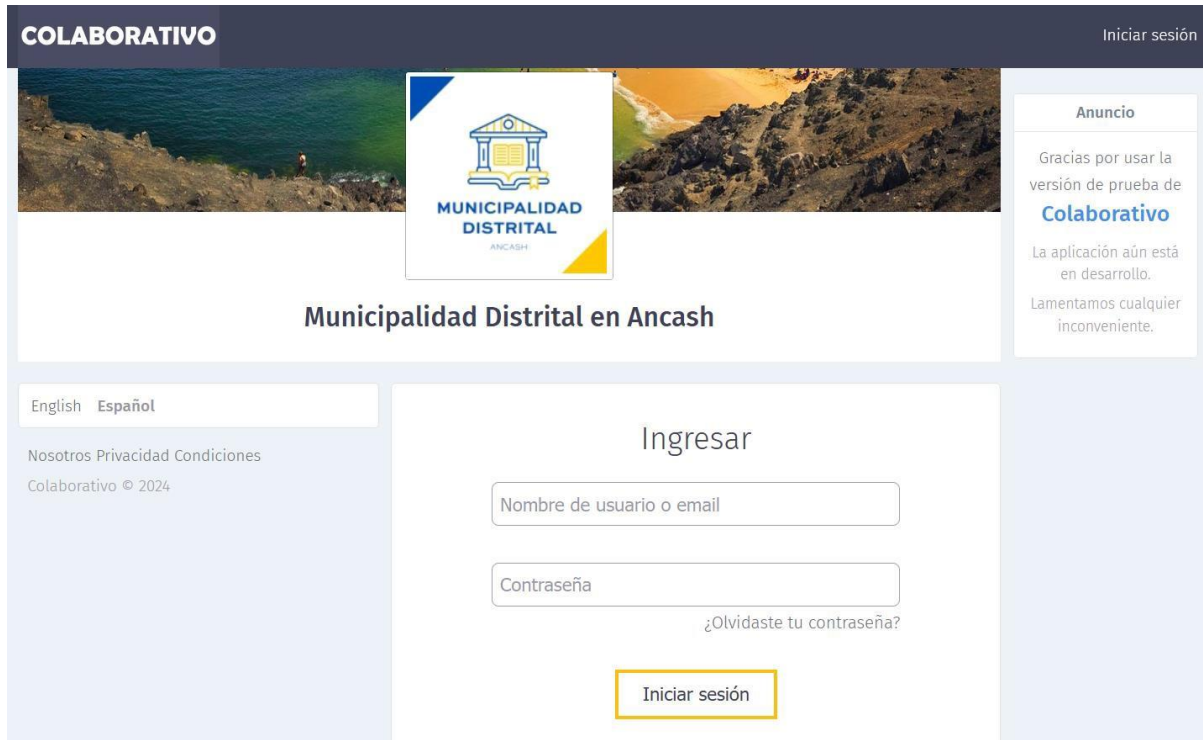 COLABORATIVO
Iniciar sesión
MUNICIPALIDAD
DISTRITAL
ANCASH
Municipalidad Distrital en Ancash
Anuncio
Gracias por usar la
versión de prueba de
Colaborativo
La aplicación aún está
en desarrollo.
Lamentamos cualquier
inconveniente.
English Español
Nosotros Privacidad Condiciones
Colaborativo © 2024
Ingresar
Nombre de usuario o email
Contraseña
¿Olvidaste tu contraseña?
Iniciar sesión